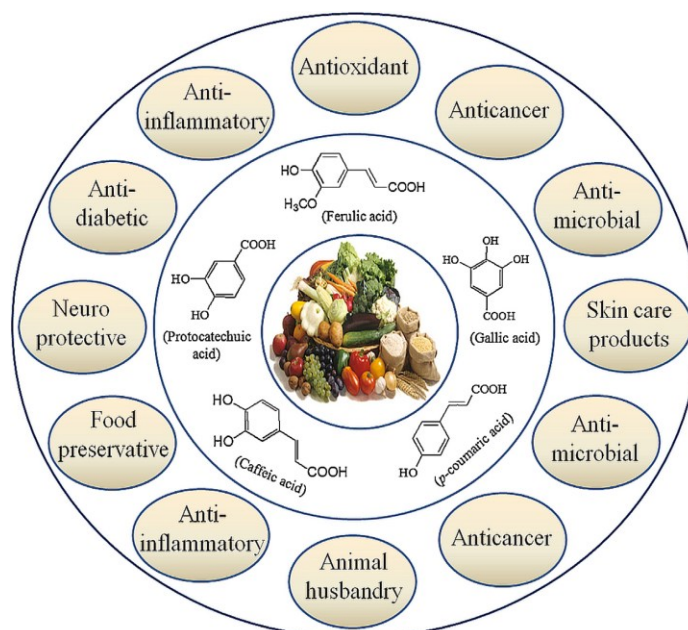 Antioxidant
Anticancer
Anti-
microbial
Skin care
products
Anti-
microbial
Anticancer
Animal
husbandry
Anti-
inflammatory
Food
preservative
Neuro
protective
Anti-
diabetic
Anti-
inflammatory
HO
H₃CO
COOH
(Ferulic acid)
OH
HO
OH
COOH
(Gallic acid)
COOH
HO
(p-coumaric acid)
HO
HO
COOH
(Caffeic acid)
COOH
HO
OH
(Protocatechuic
acid)